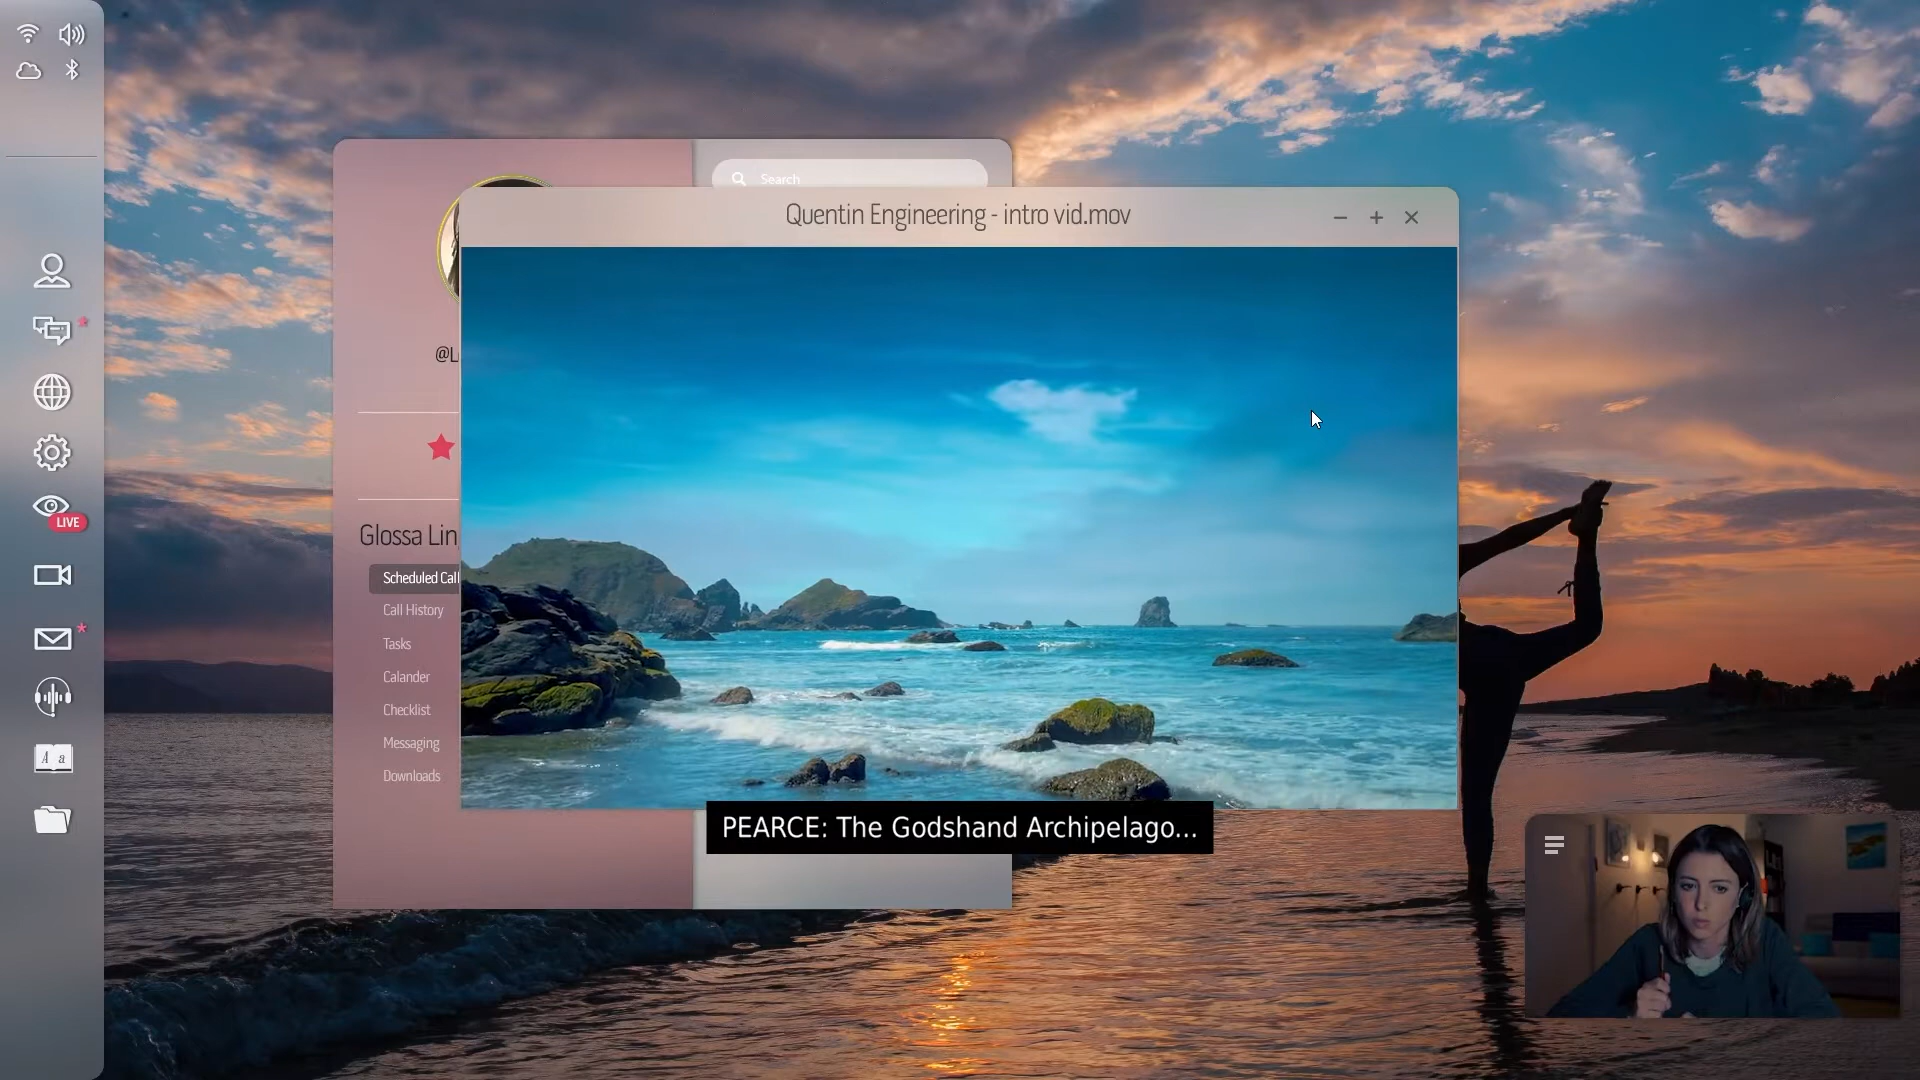 Search
Quentin Engineering - intro vid.mov
@L
Glossa Lin
Scheduled Call
Call History
Tasks
Calander
Checklist
Messaging
Downloads
LIVE
A a
PEARCE: The Godshand Archipelago...